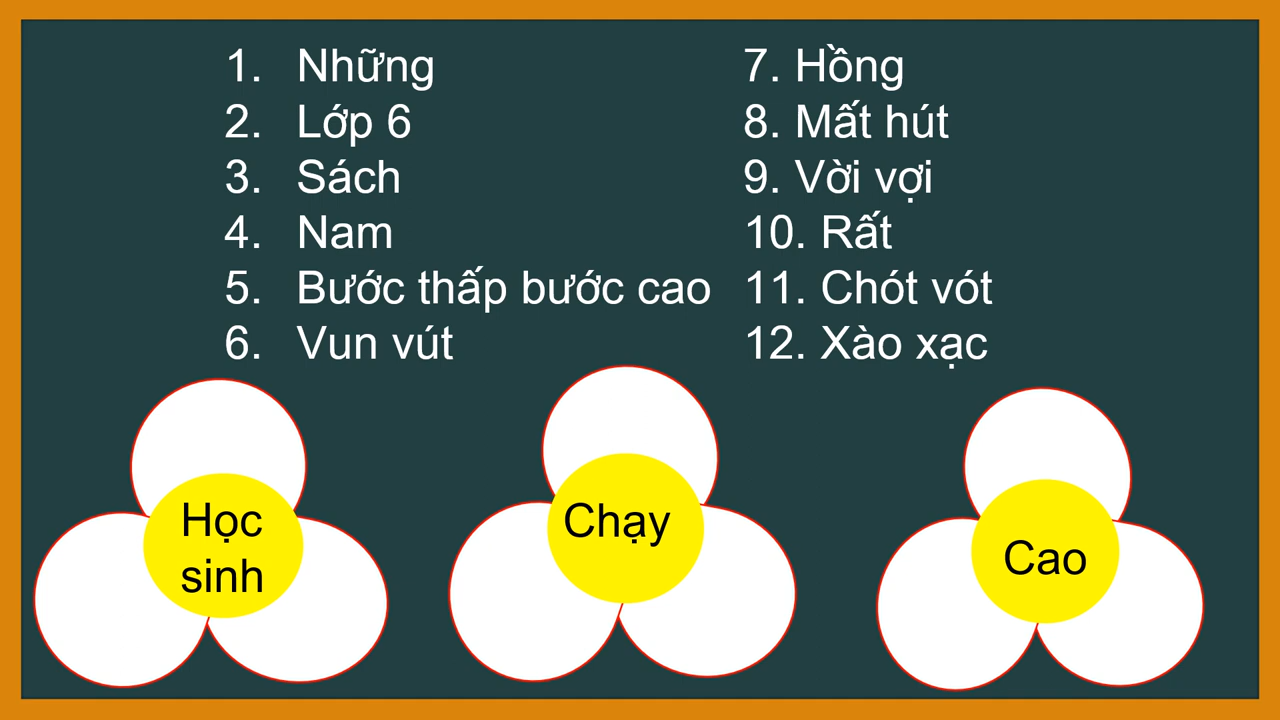 1. Những
2. Lớp 6
3. Sách
4. Nam
5. Bước thấp bước cao
6. Vun vút
7. Hồng
8. Mất hút
9. Vời vợi
10. Rất
11. Chót vót
12. Xào xạc
Học
sinh
Chạy
Cao